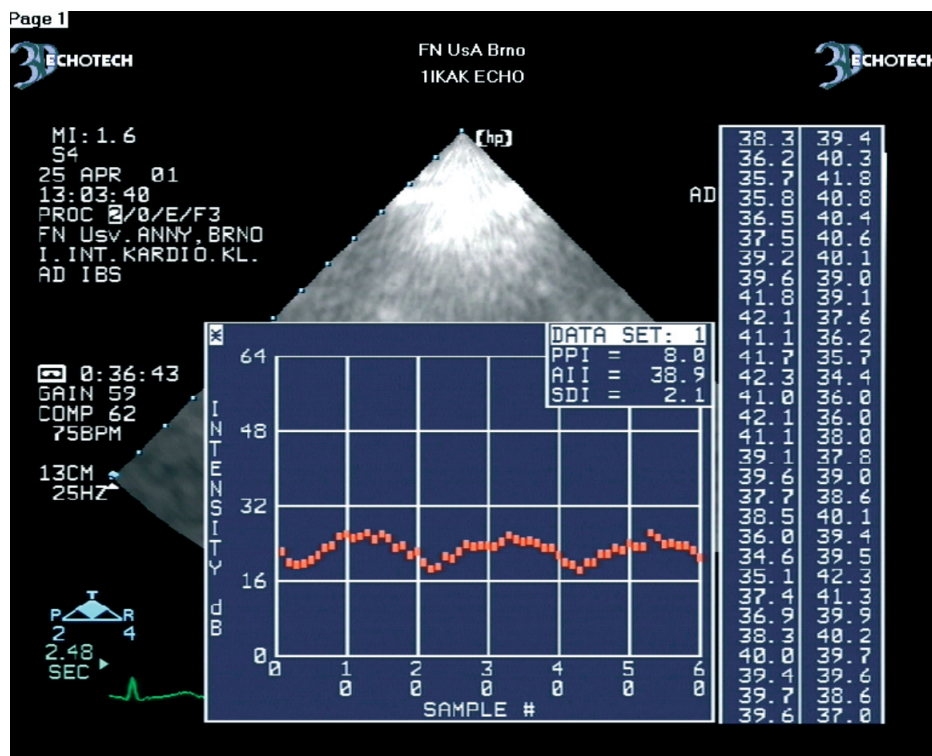 Page 1
3D ECHOTECH
FN UsA Brno
1IKAK ECHO
3D ECHOTECH
MI: 1.6
S4
25 APR 01
13:03:40
PROC 2/0/E/F3
FN Usv.ANNY,BRNO
I.INT.KARDIO.KL.
AD IBS
[hp]
AD
0:36:43
GAIN 59
COMP 62
75BPM
13CM
25HZ
T
P R
2 4
2.48
SEC
*
DATA SET: 1
PPI = 8.0
AII = 38.9
SDI = 2.1
INTENSITY dB
64
48
32
16
0
0 10 20 30 40 50 60
SAMPLE #
38.3 39.4
36.2 40.3
35.7 41.8
35.8 40.8
36.5 40.4
37.5 40.6
39.2 40.1
39.6 39.0
41.8 39.1
42.1 37.6
41.1 36.2
41.7 35.7
42.3 34.4
41.0 36.0
42.1 36.0
41.1 38.0
39.1 37.8
39.6 39.0
37.7 38.6
38.5 40.1
36.0 39.4
34.6 39.5
35.1 42.3
37.4 41.3
36.9 39.9
38.3 40.2
40.0 39.7
39.4 39.6
39.7 38.6
39.6 37.0